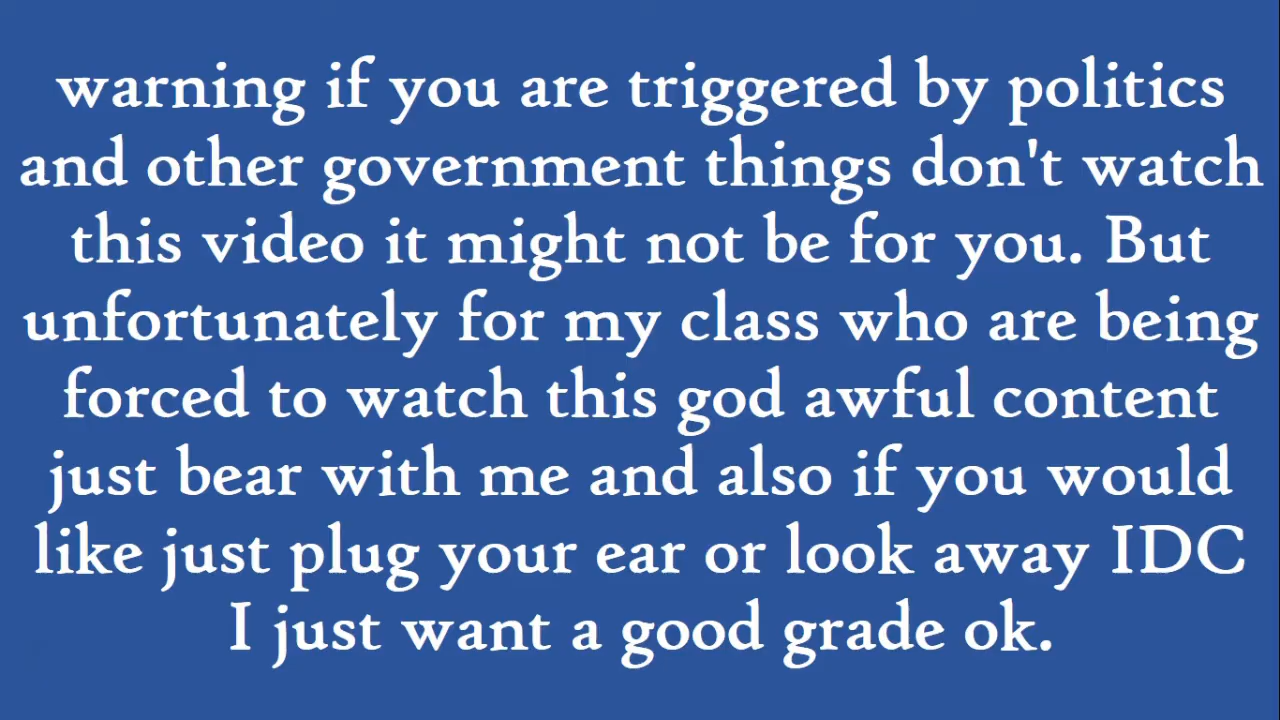 warning if you are triggered by politics
and other government things don't watch
this video it might not be for you. But
unfortunately for my class who are being
forced to watch this god awful content
just bear with me and also if you would
like just plug your ear or look away IDC
I just want a good grade ok.